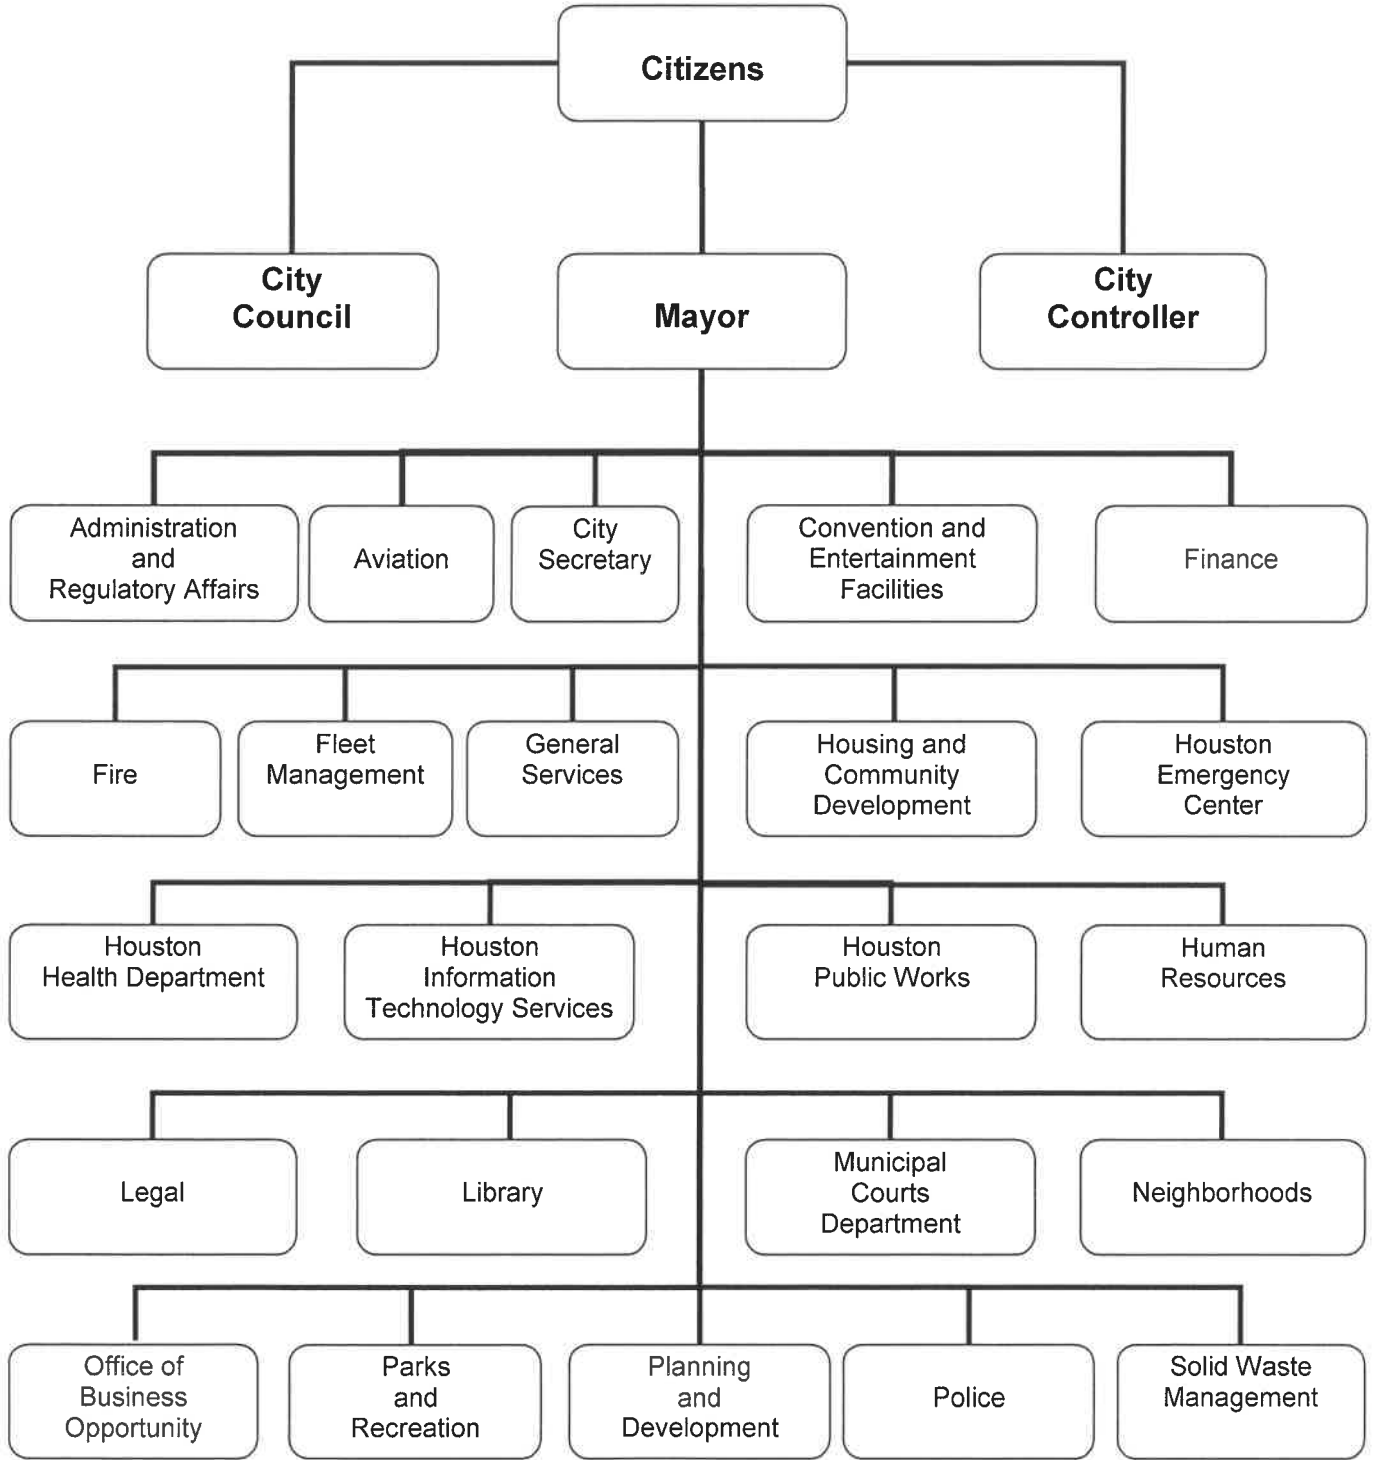 Citizens
City
Council
Mayor
City
Controller
Administration
and
Regulatory Affairs
Aviation
City
Secretary
Convention and
Entertainment
Facilities
Finance
Fire
Fleet
Management
General
Services
Housing and
Community
Development
Houston
Emergency
Center
Houston
Health Department
Houston
Information
Technology Services
Houston
Public Works
Human
Resources
Legal
Library
Municipal
Courts
Department
Neighborhoods
Office of
Business
Opportunity
Parks
and
Recreation
Planning
and
Development
Police
Solid Waste
Management